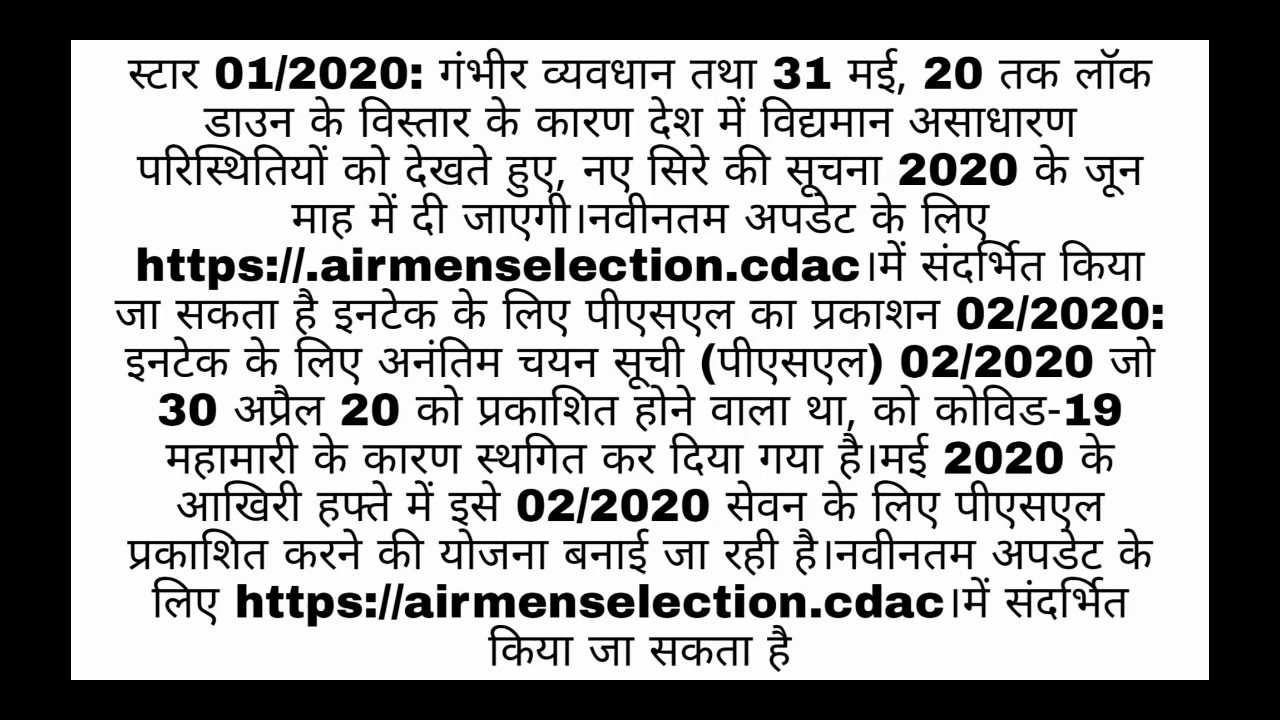 स्टार 01/2020: गंभीर व्यवधान तथा 31 मई, 20 तक लॉक
डाउन के विस्तार के कारण देश में विद्यमान असाधारण
परिस्थितियों को देखते हुए, नए सिरे की सूचना 2020 के जून
माह में दी जाएगी।नवीनतम अपडेट के लिए
https://.airmenselection.cdac।में संदर्भित किया
जा सकता है इनटेक के लिए पीएसएल का प्रकाशन 02/2020:
इनटेक के लिए अनंतिम चयन सूची (पीएसएल) 02/2020 जो
30 अप्रैल 20 को प्रकाशित होने वाला था, को कोविड-19
महामारी के कारण स्थगित कर दिया गया है।मई 2020 के
आखिरी हफ्ते में इसे 02/2020 सेवन के लिए पीएसएल
प्रकाशित करने की योजना बनाई जा रही है।नवीनतम अपडेट के
लिए https://airmenselection.cdac।में संदर्भित
किया जा सकता है